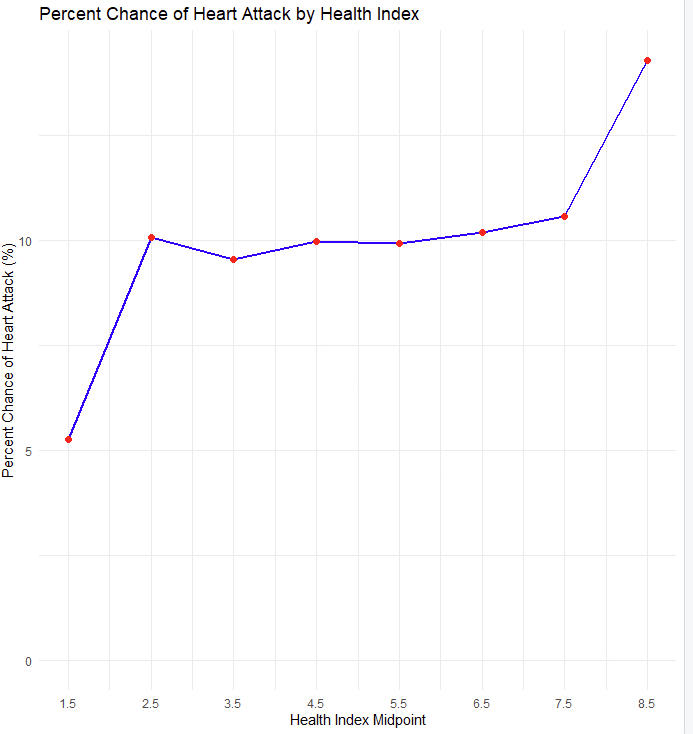 Percent Chance of Heart Attack by Health Index
Percent Chance of Heart Attack (%)
10
5
0
1.5 2.5 3.5 4.5 5.5 6.5 7.5 8.5
Health Index Midpoint